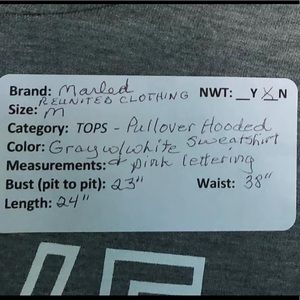 Brand: Marled
REUNITED CLOTHING NWT: __Y X N
Size: M
Category: TOPS - Pullover Hooded
Color: Gray w/white Sweatshirt
Measurements: & pink lettering
Bust (pit to pit): 23" Waist: 38"
Length: 24"